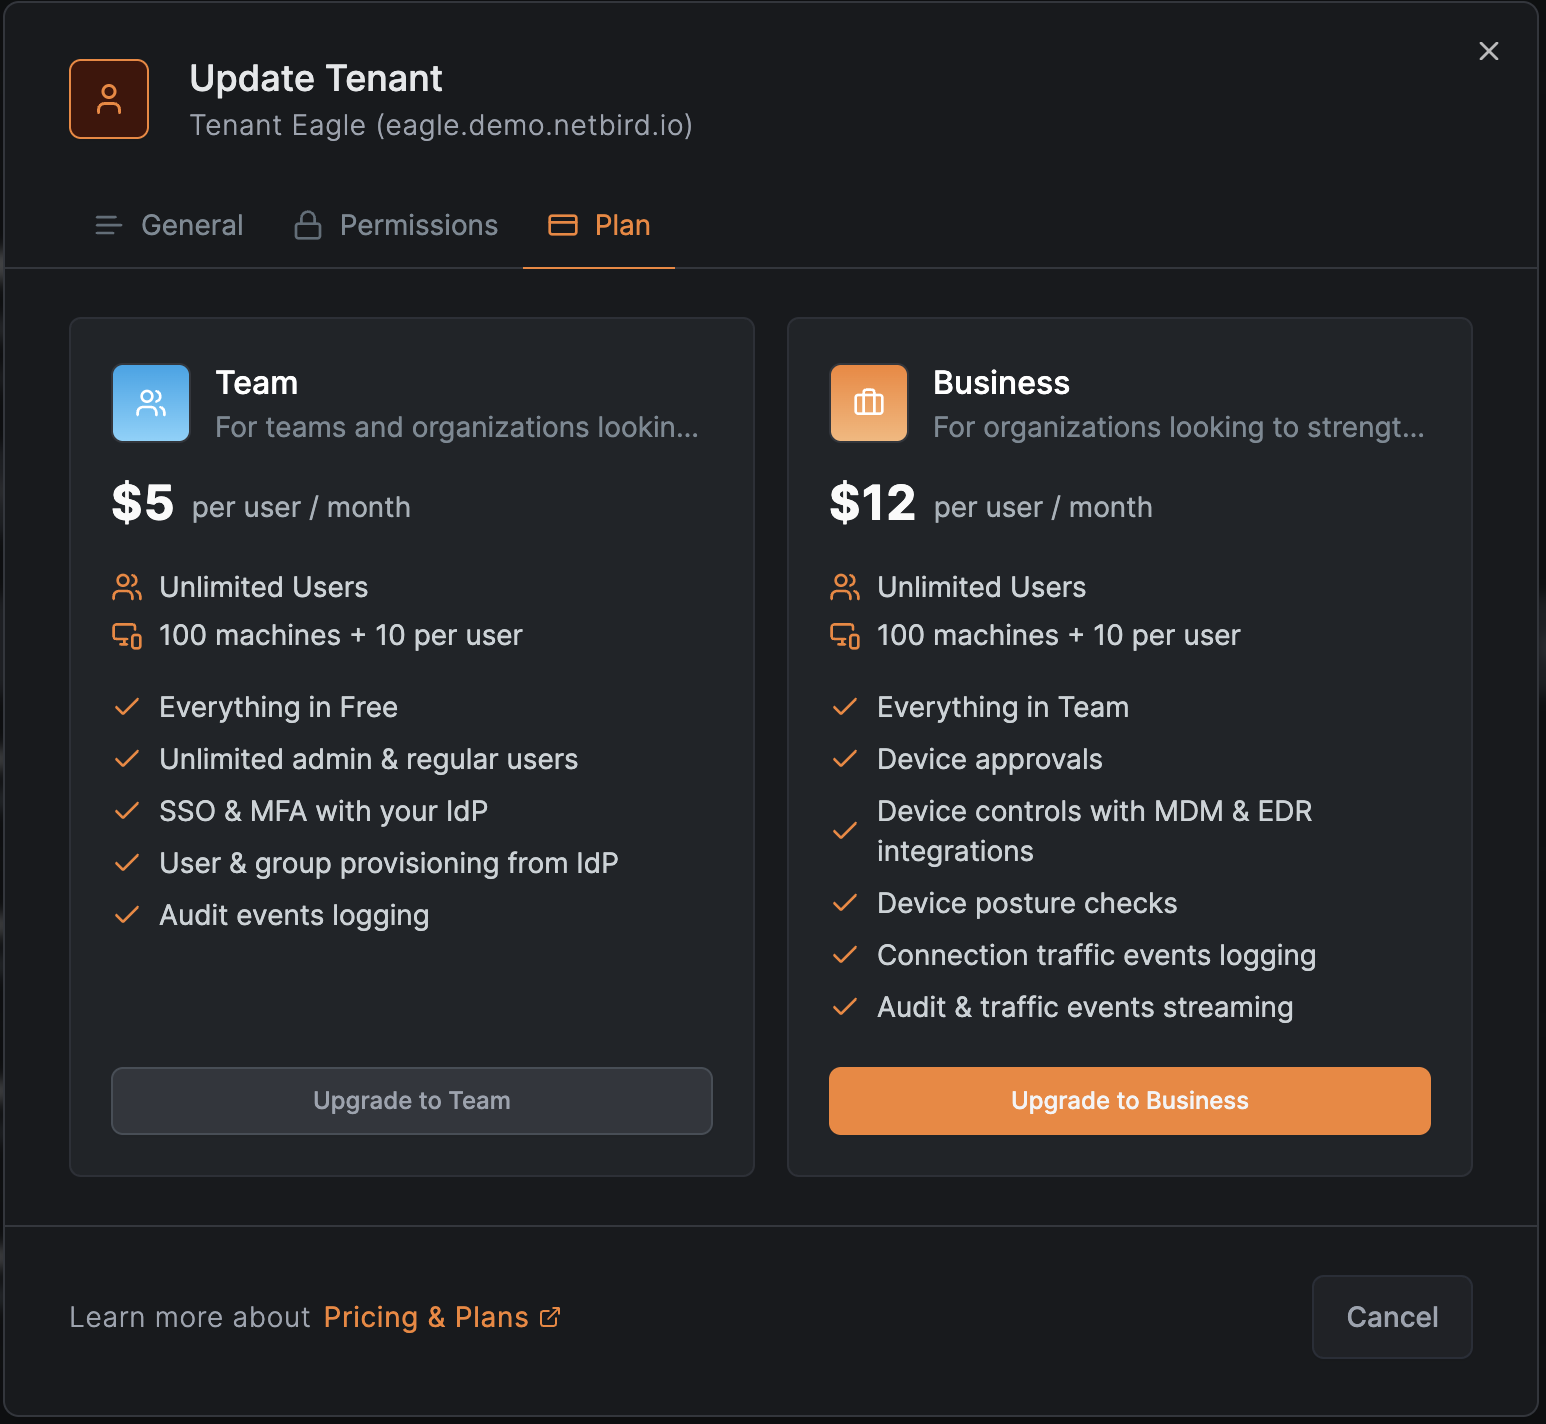 Update Tenant
Tenant Eagle (eagle.demo.netbird.io)
General
Permissions
Plan
Team
For teams and organizations lookin...
$5 per user / month
Unlimited Users
100 machines + 10 per user
Everything in Free
Unlimited admin & regular users
SSO & MFA with your IdP
User & group provisioning from IdP
Audit events logging
Upgrade to Team
Business
For organizations looking to strengt...
$12 per user / month
Unlimited Users
100 machines + 10 per user
Everything in Team
Device approvals
Device controls with MDM & EDR
integrations
Device posture checks
Connection traffic events logging
Audit & traffic events streaming
Upgrade to Business
Learn more about Pricing & Plans
Cancel